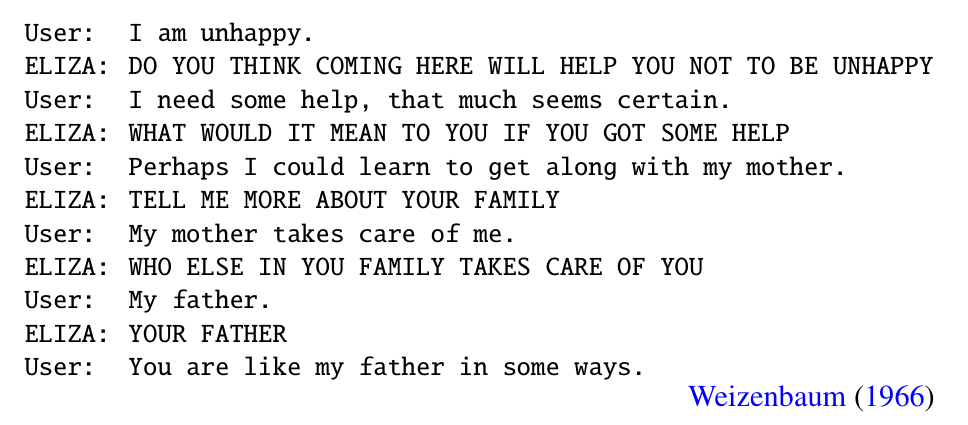 User: I am unhappy.
ELIZA: DO YOU THINK COMING HERE WILL HELP YOU NOT TO BE UNHAPPY
User: I need some help, that much seems certain.
ELIZA: WHAT WOULD IT MEAN TO YOU IF YOU GOT SOME HELP
User: Perhaps I could learn to get along with my mother.
ELIZA: TELL ME MORE ABOUT YOUR FAMILY
User: My mother takes care of me.
ELIZA: WHO ELSE IN YOU FAMILY TAKES CARE OF YOU
User: My father.
ELIZA: YOUR FATHER
User: You are like my father in some ways.
Weizenbaum (1966)